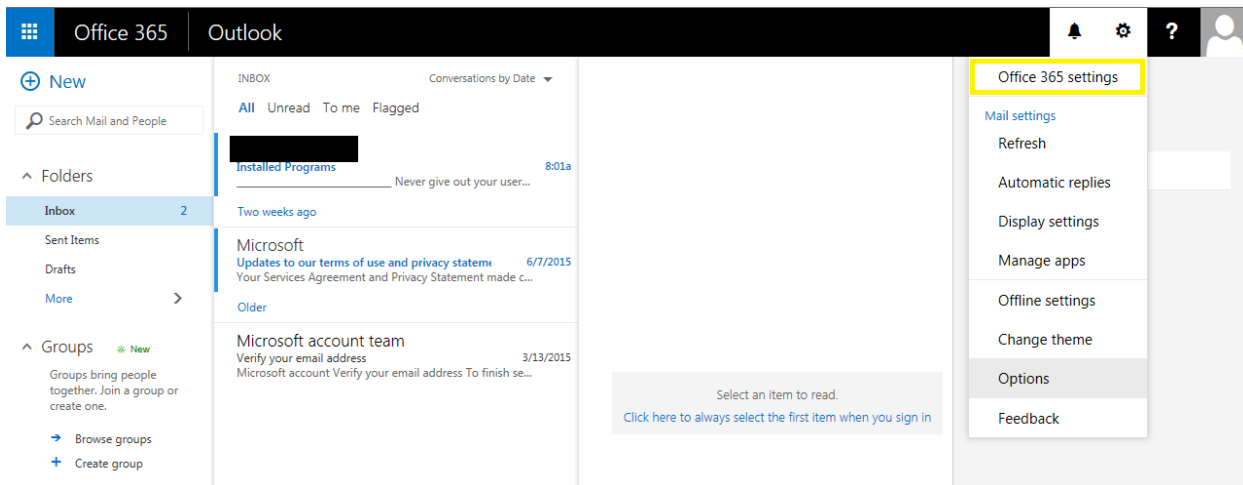 Office 365
Outlook
?
New
Search Mail and People
Folders
Inbox 2
Sent Items
Drafts
More
Groups New
Groups bring people
together. Join a group or
create one.
Browse groups
Create group
INBOX
Conversations by Date
All Unread To me Flagged
Installed Programs 8:01a
Never give out your user...
Two weeks ago
Microsoft
Updates to our terms of use and privacy stateme 6/7/2015
Your Services Agreement and Privacy Statement made c...
Older
Microsoft account team
Verify your email address 3/13/2015
Microsoft account Verify your email address To finish se...
Select an item to read.
Click here to always select the first item when you sign in
Office 365 settings
Mail settings
Refresh
Automatic replies
Display settings
Manage apps
Offline settings
Change theme
Options
Feedback